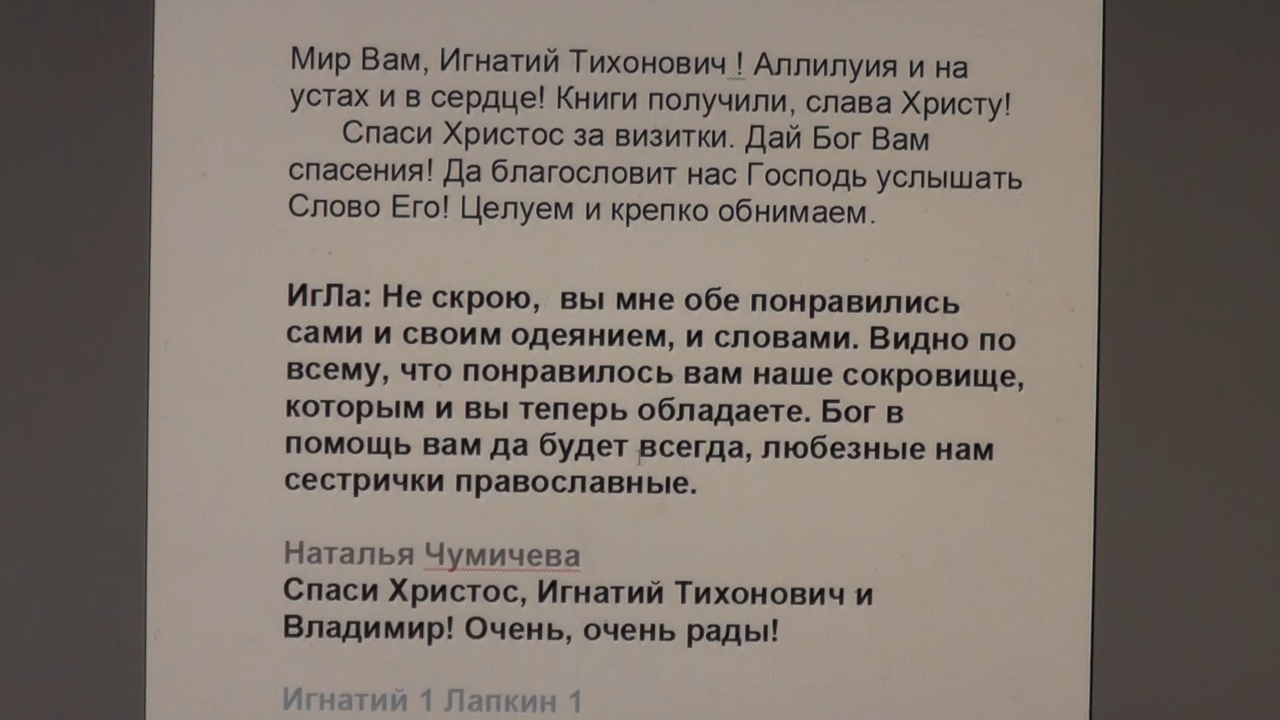 Мир Вам, Игнатий Тихонович ! Аллилуия и на
устах и в сердце! Книги получили, слава Христу!
Спаси Христос за визитки. Дай Бог Вам
спасения! Да благословит нас Господь услышать
Слово Его! Целуем и крепко обнимаем.
ИгЛа: Не скрою,  вы мне обе понравились
сами и своим одеянием, и словами. Видно по
всему, что понравилось вам наше сокровище,
которым и вы теперь обладаете. Бог в
помощь вам да будет всегда, любезные нам
сестрички православные.
Наталья Чумичева
Спаси Христос, Игнатий Тихонович и
Владимир! Очень, очень рады!
Игнатий 1 Лапкин 1